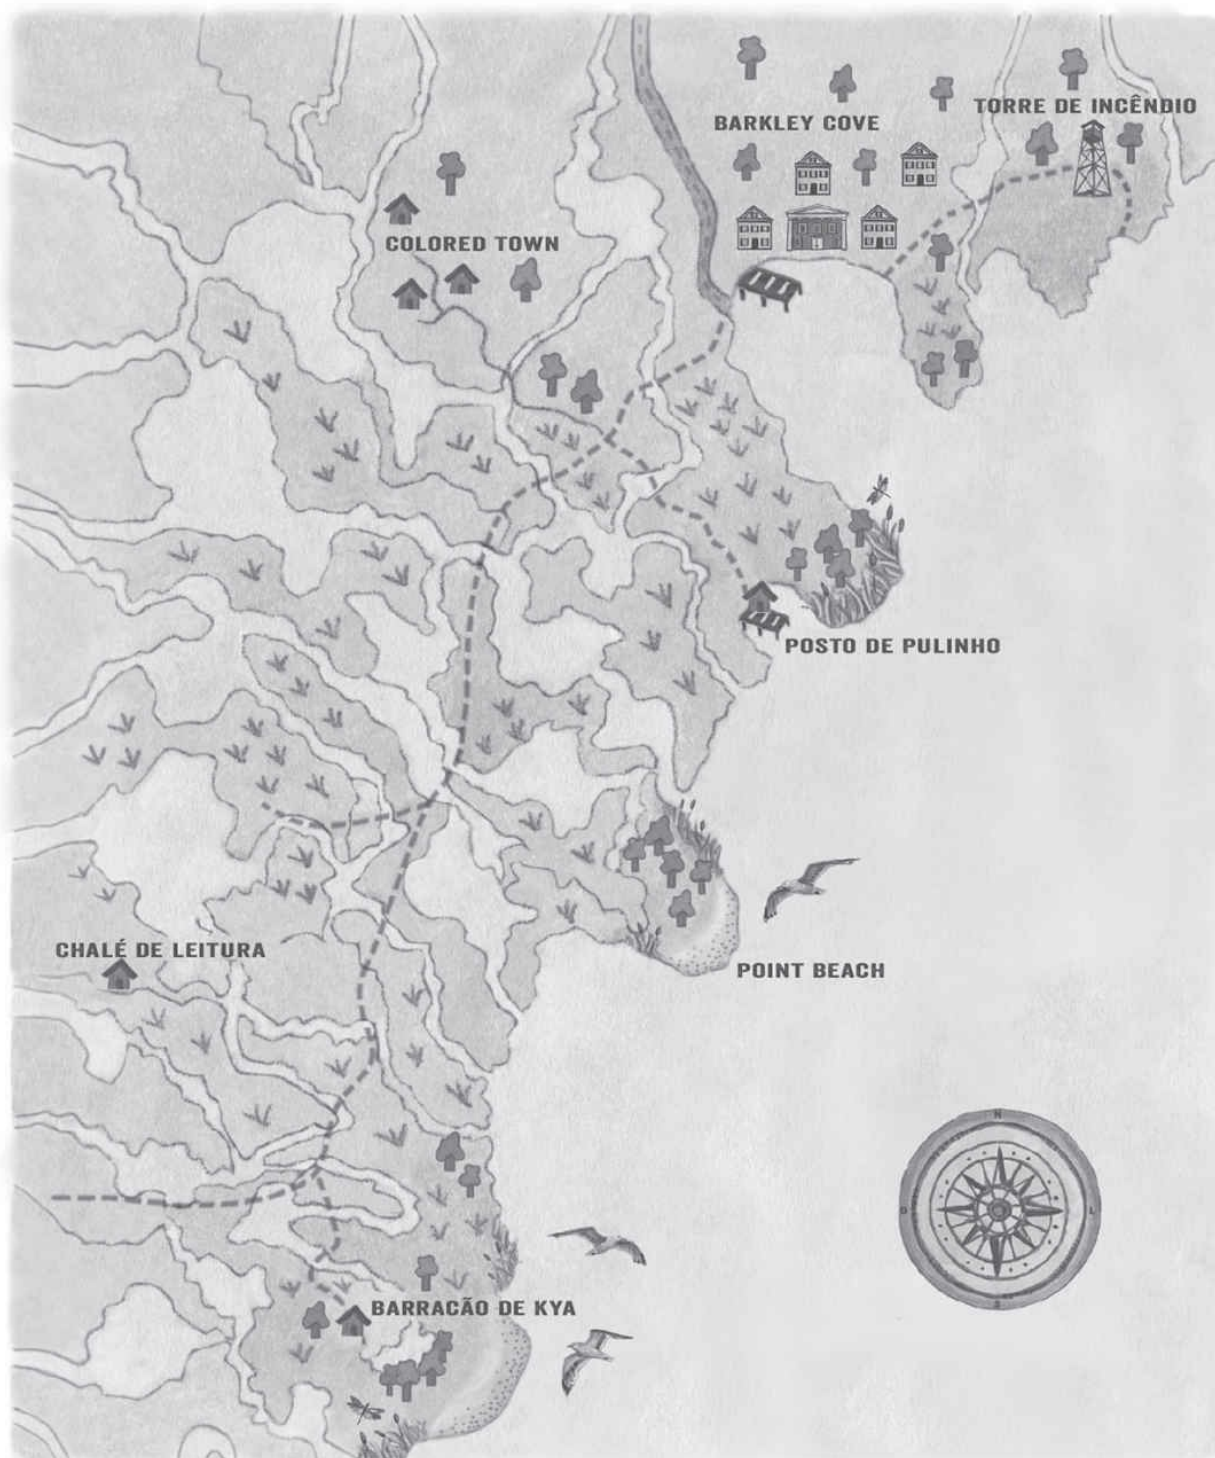 TORRE DE INCÊNDIO
BARKLEY COVE
COLORED TOWN
POSTO DE PULINHO
CHALÉ DE LEITURA
POINT BEACH
N
BARRACÃO DE KYA